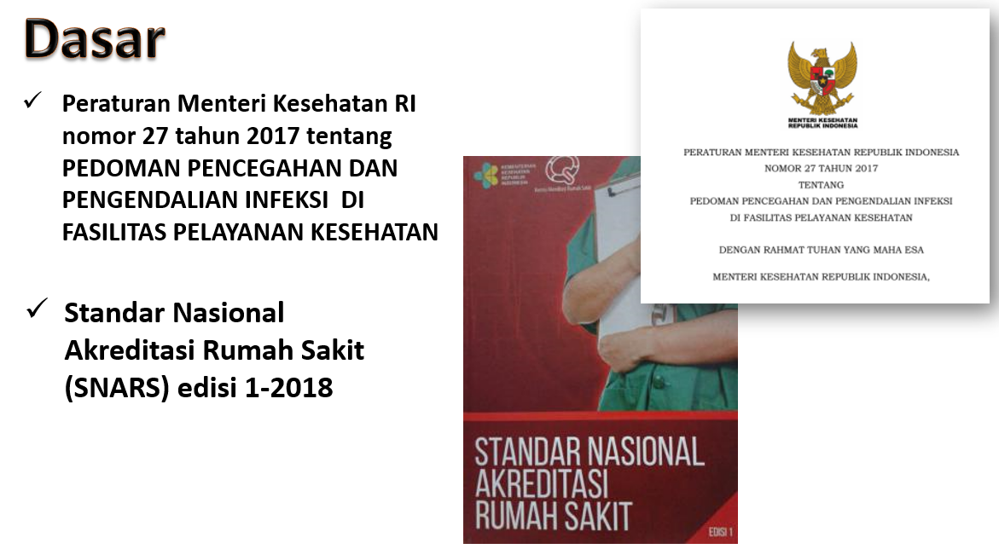 Dasar
Peraturan Menteri Kesehatan RI
nomor 27 tahun 2017 tentang
PEDOMAN PENCEGAHAN DAN
PENGENDALIAN INFEKSI DI
FASILITAS PELAYANAN KESEHATAN
Standar Nasional
Akreditasi Rumah Sakit
(SNARS) edisi 1-2018
KEMENTERIAN
KESEHATAN
REPUBLIK
INDONESIA
Komisi Akreditasi Rumah Sakit
STANDAR NASIONAL
AKREDITASI
RUMAH SAKIT
EDISI 1
MENTERI KESEHATAN
REPUBLIK INDONESIA
PERATURAN MENTERI KESEHATAN REPUBLIK INDONESIA
NOMOR 27 TAHUN 2017
TENTANG
PEDOMAN PENCEGAHAN DAN PENGENDALIAN INFEKSI
DI FASILITAS PELAYANAN KESEHATAN
DENGAN RAHMAT TUHAN YANG MAHA ESA
MENTERI KESEHATAN REPUBLIK INDONESIA,